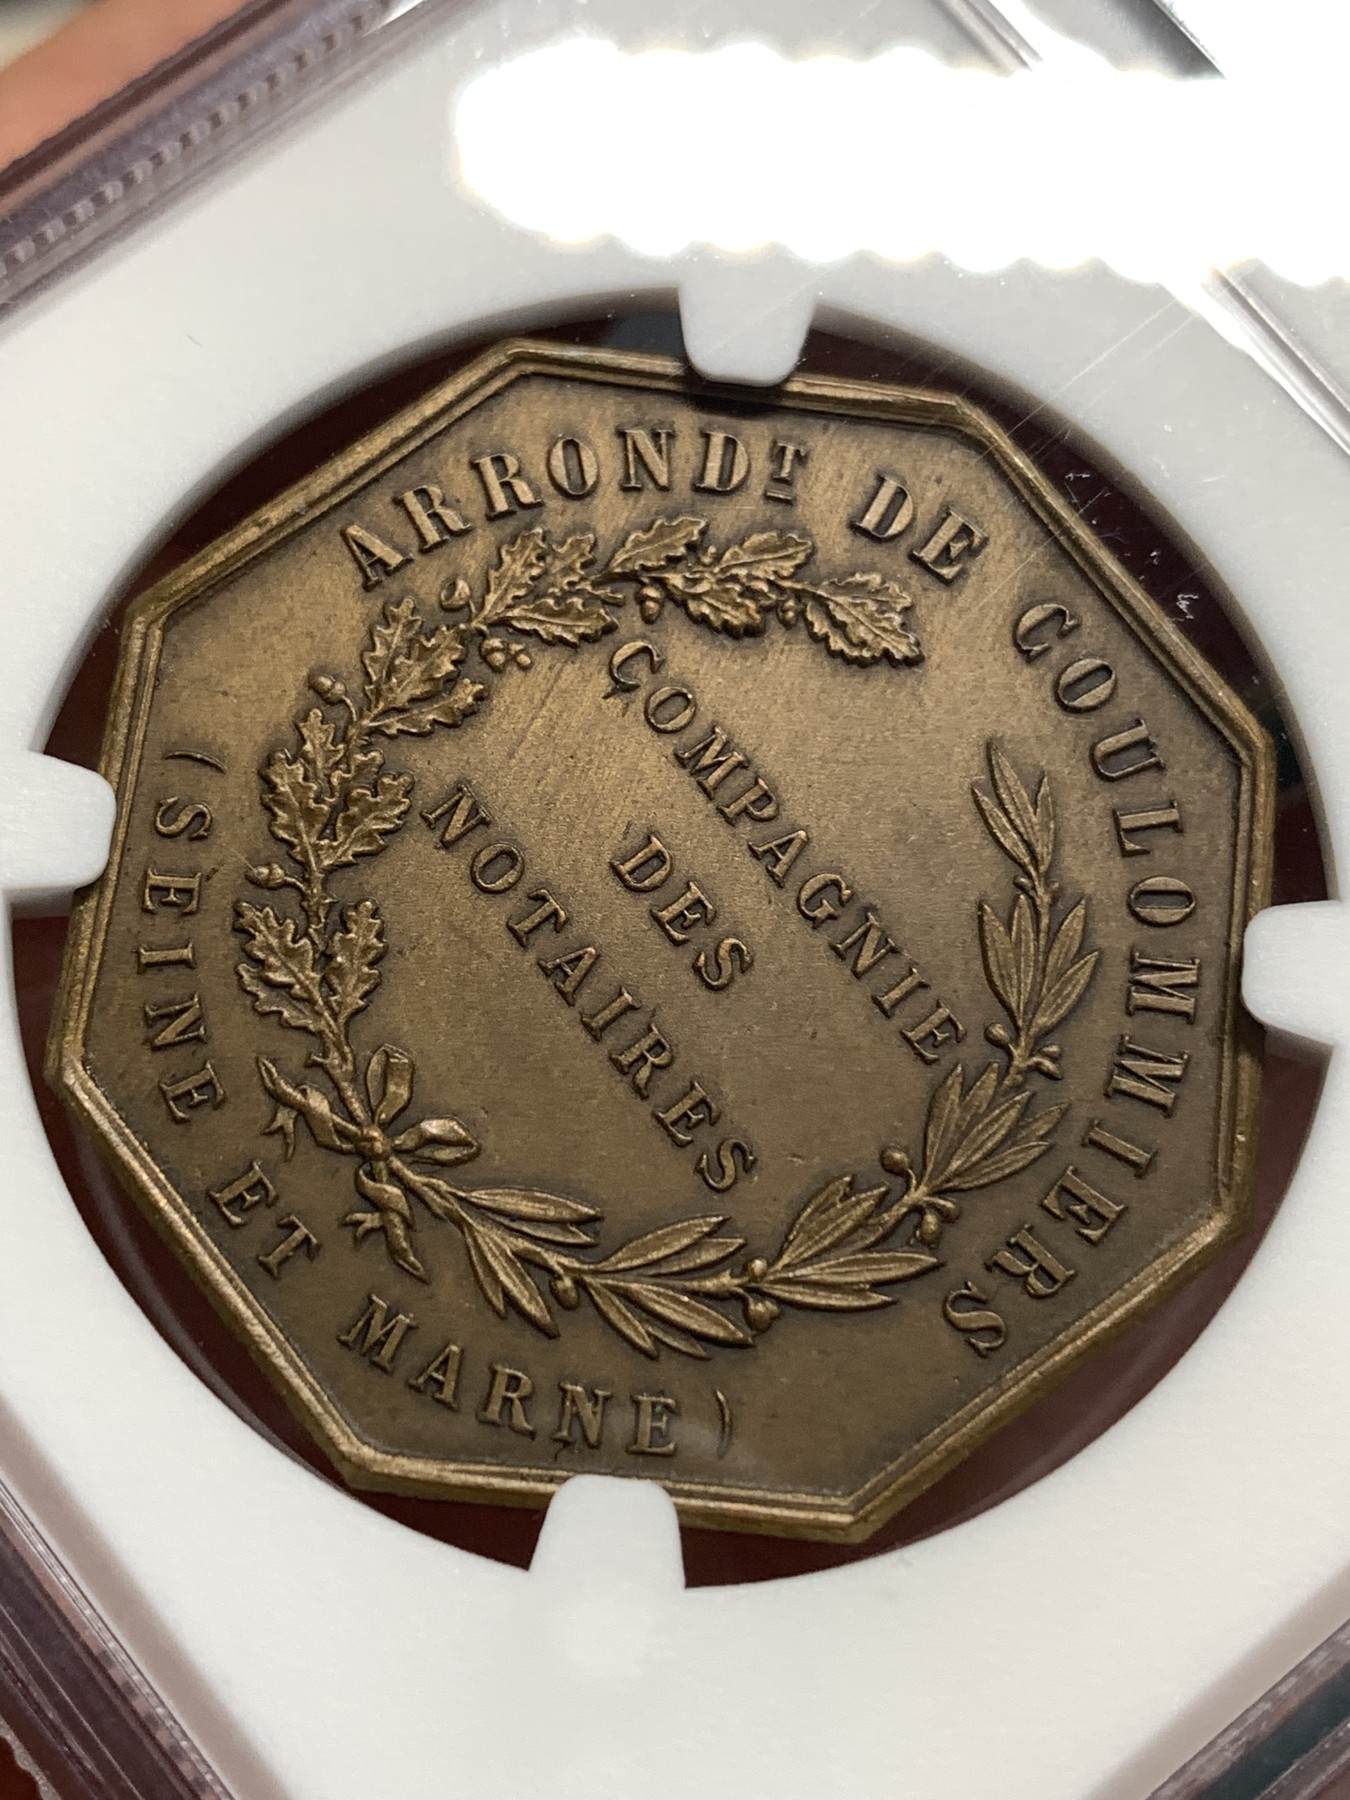 ARRONDT DE COULOMMIERS
COMPAGNIE
DES
NOTAIRES
(SEINE ET MARNE)